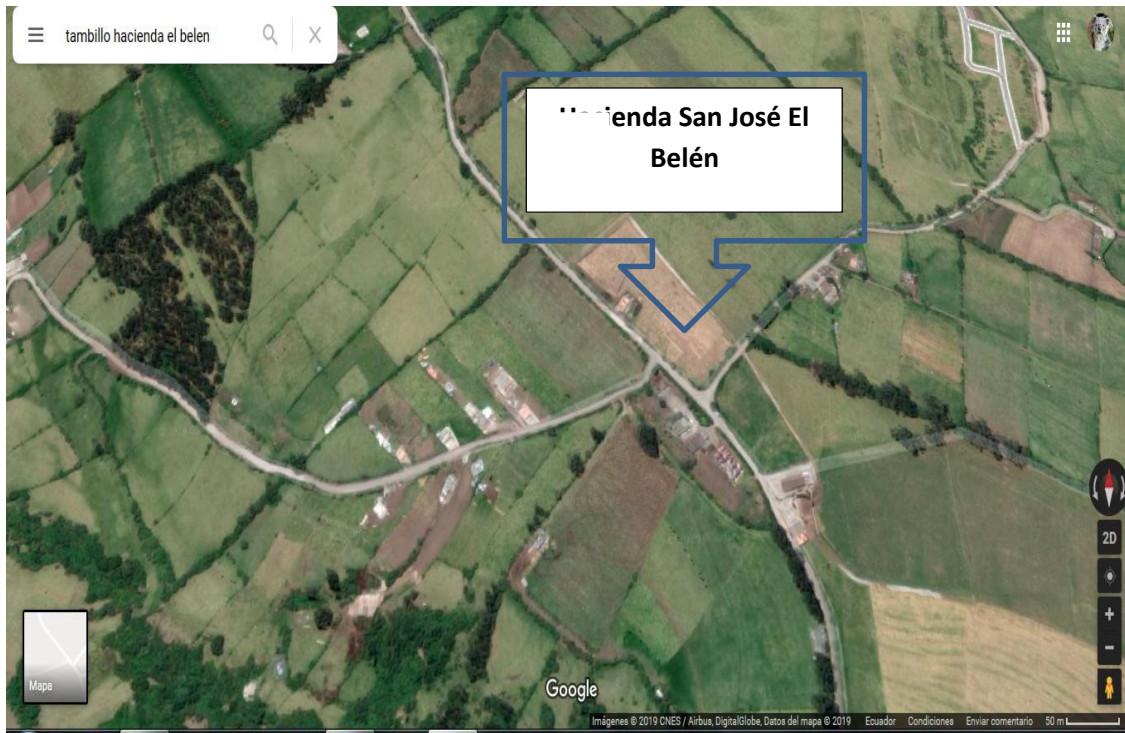 tambillo hacienda el belen
ienda San José El
Belén
2D
+
-
Mapa
Google
Imágenes © 2019 CNES / Airbus, DigitalGlobe, Datos del mapa © 2019 Ecuador Condiciones Enviar comentario 50 m